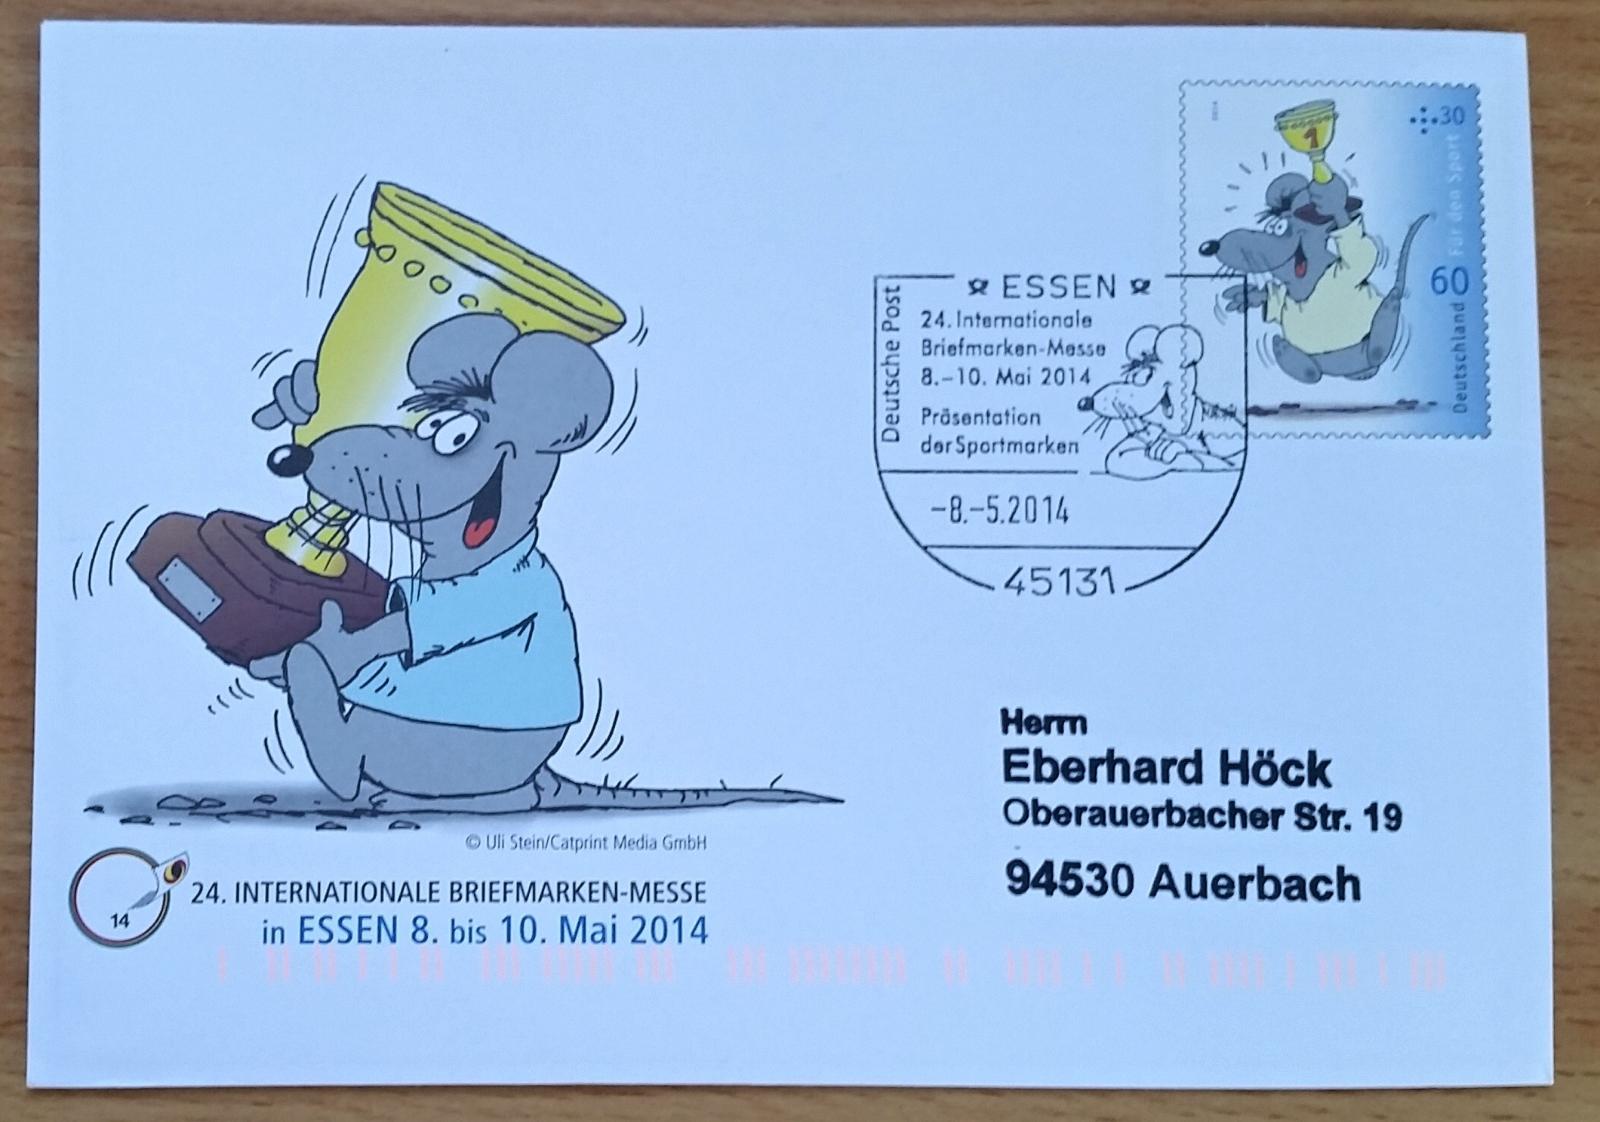 +30
Für den Sport
1
60
Deutschland
ESSEN
Deutsche Post
24. Internationale
Briefmarken-Messe
8.-10. Mai 2014
Präsentation
der Sportmarken
-8.-5.2014
45131
Herrn
Eberhard Höck
Oberauerbacher Str. 19
94530 Auerbach
© Uli Stein/Catprint Media GmbH
14
24. INTERNATIONALE BRIEFMARKEN-MESSE
in ESSEN 8. bis 10. Mai 2014